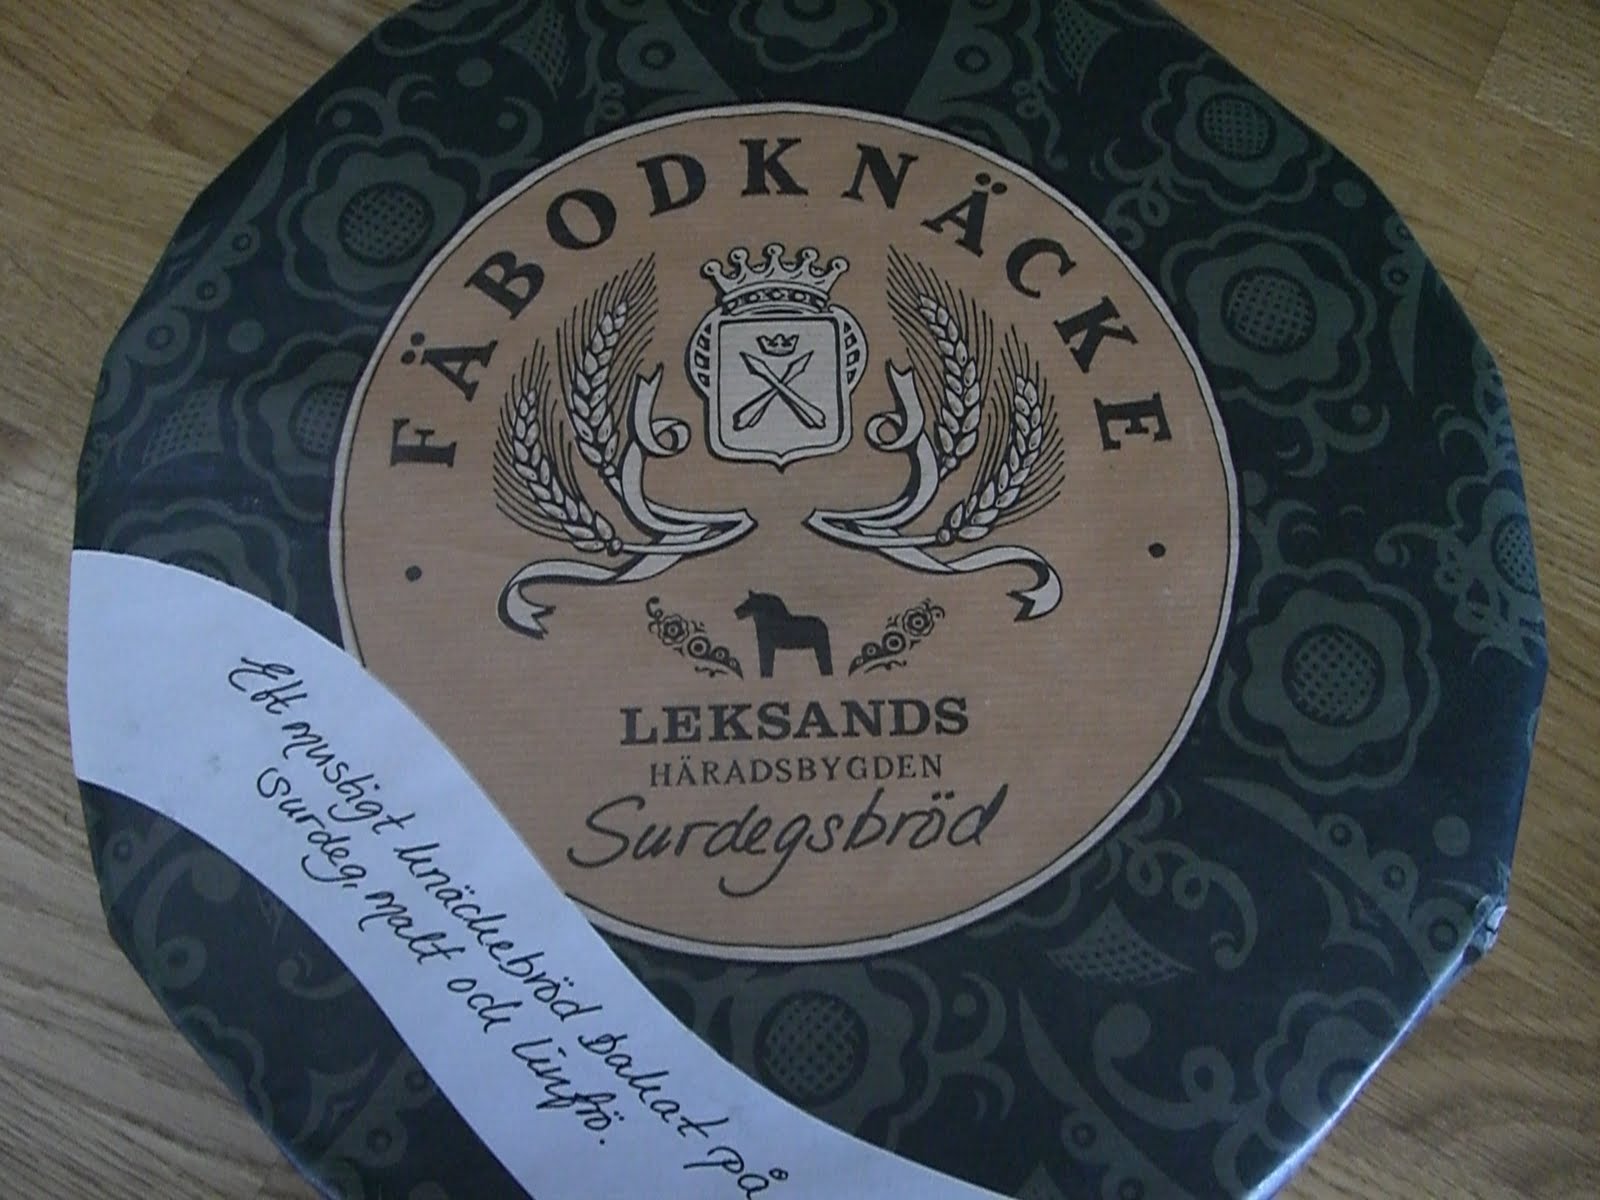 FÄBODKNÄCKE
LEKSANDS
HÄRADSBYGDEN
Surdegsbröd
Ett mustigt knäckebröd bakat på
surdeg, malt och linfrö.